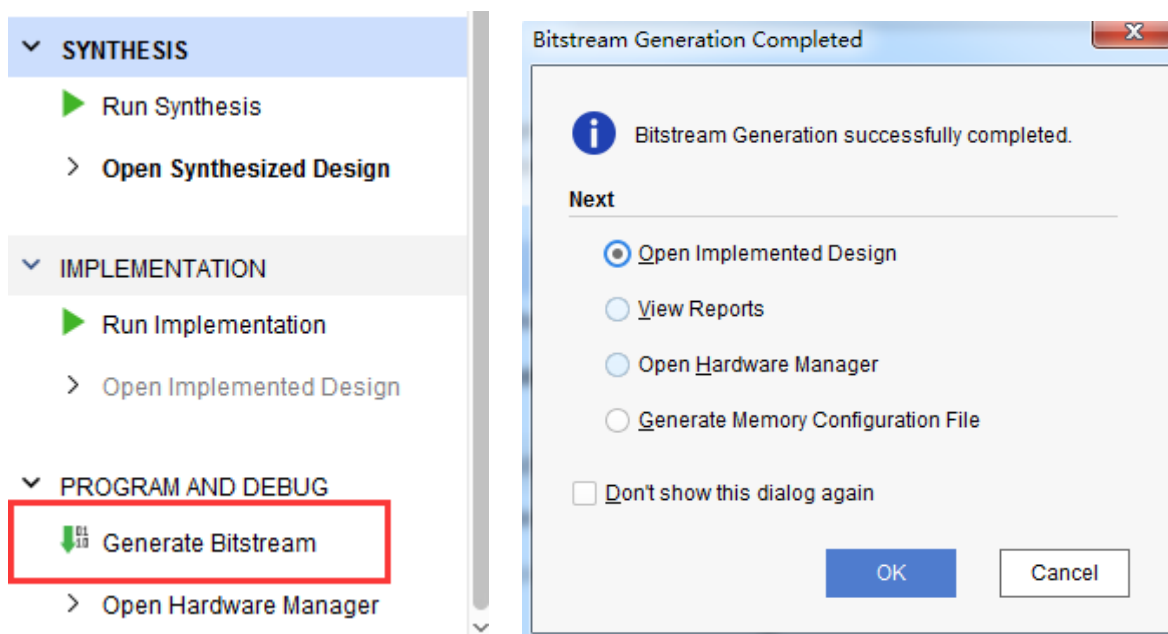 SYNTHESIS
Run Synthesis
Open Synthesized Design
IMPLEMENTATION
Run Implementation
Open Implemented Design
PROGRAM AND DEBUG
Generate Bitstream
Open Hardware Manager
Bitstream Generation Completed
Bitstream Generation successfully completed.
Next
Open Implemented Design
View Reports
Open Hardware Manager
Generate Memory Configuration File
Don't show this dialog again
OK
Cancel